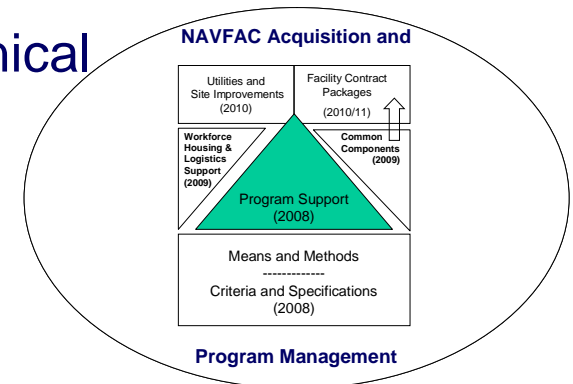 nical
NAVFAC Acquisition and
Utilities and
Site Improvements
(2010)
Facility Contract
Packages
(2010/11)
Workforce
Housing &
Logistics
Support
(2009)
Common
Components
(2009)
Program Support
(2008)
Means and Methods
-------------
Criteria and Specifications
(2008)
Program Management